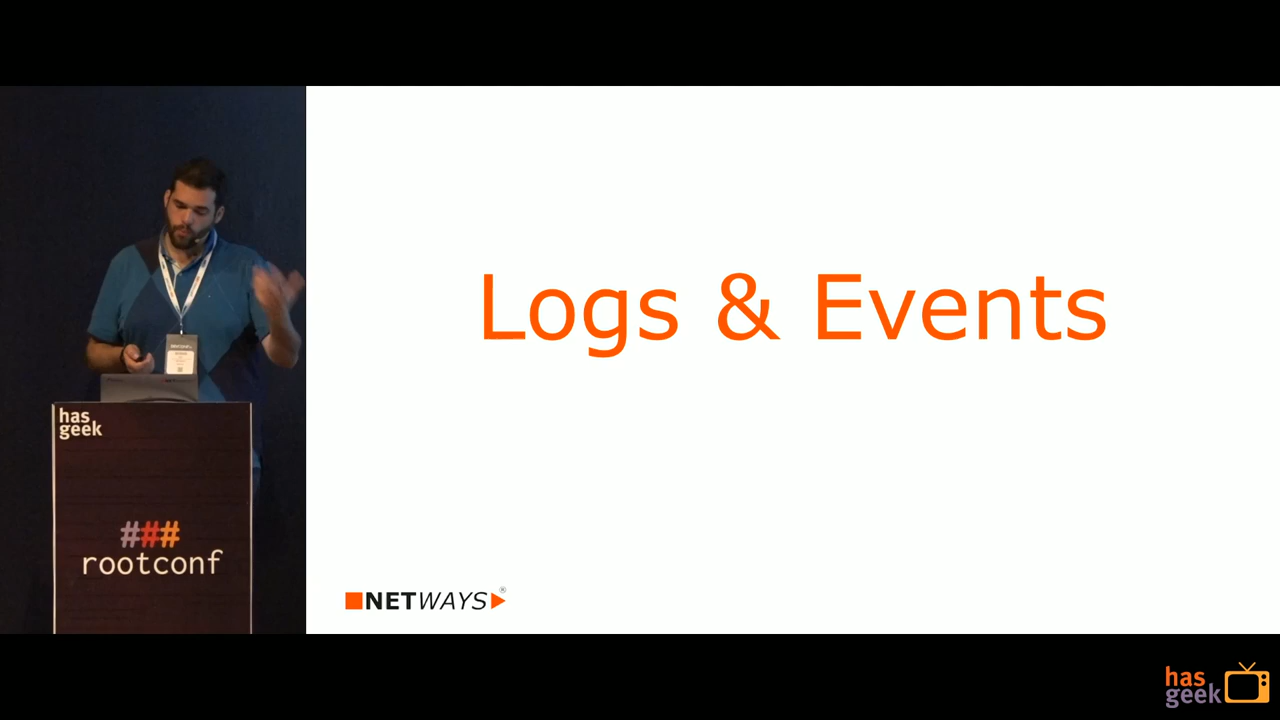 Logs & Events
has
geek
###
rootconf
NETWAYS®
has
geek